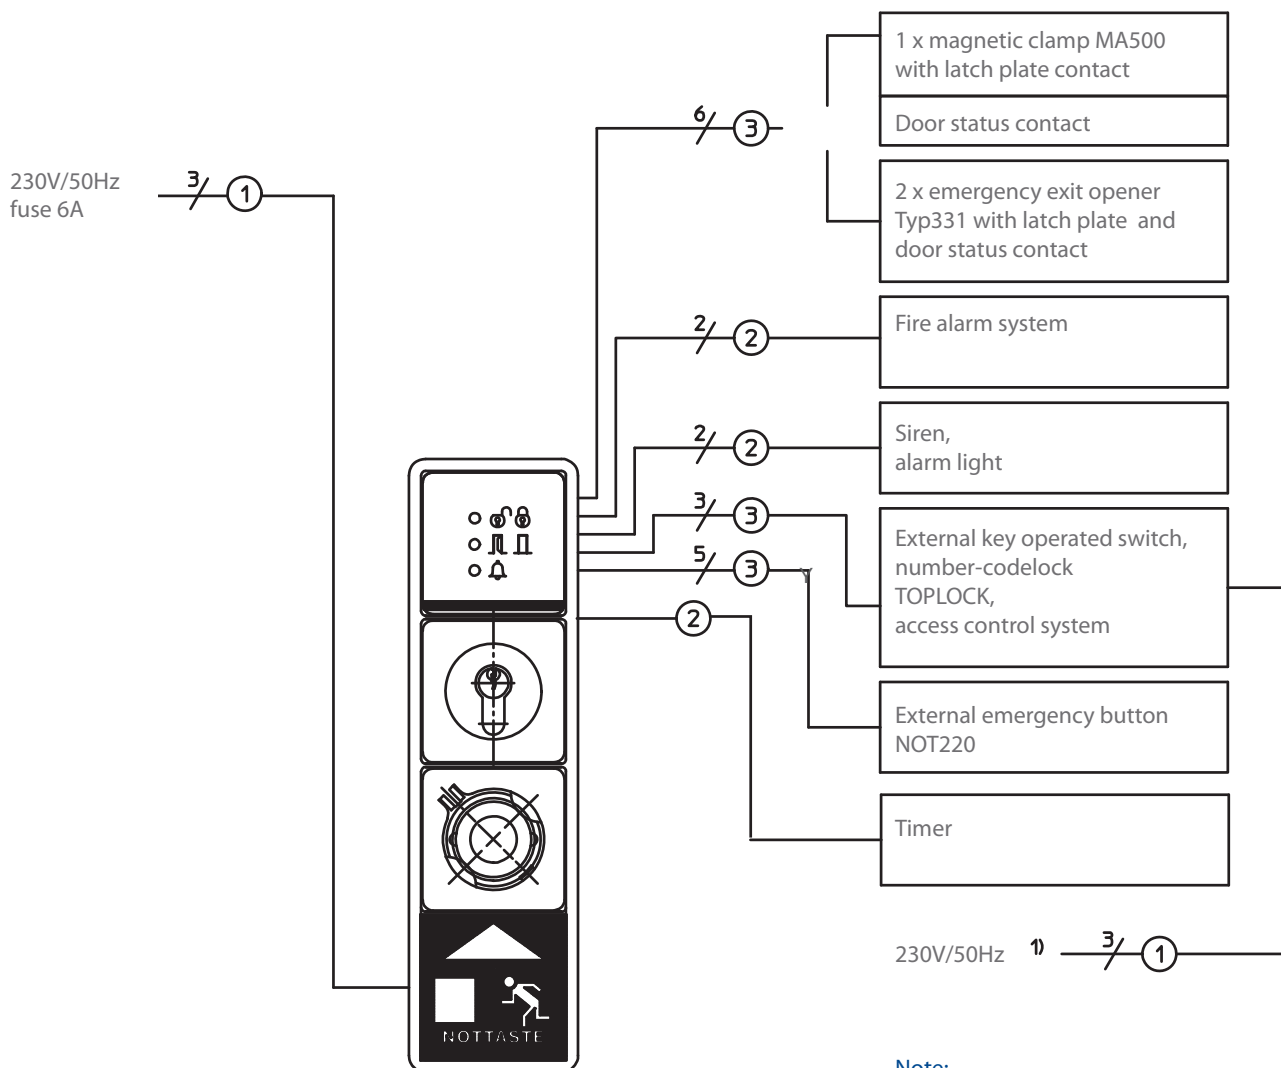 1 x magnetic clamp MA500
with latch plate contact
6
3
Door status contact
230V/50Hz
fuse 6A
3
1
2 x emergency exit opener
Typ331 with latch plate and
door status contact
2
2
Fire alarm system
2
2
Siren,
alarm light
3
3
External key operated switch,
number-codelock
TOPLOCK,
access control system
5
3
Y
2
External emergency button
NOT220
Timer
230V/50Hz 1) 3 1
NOTTASTE
Note: